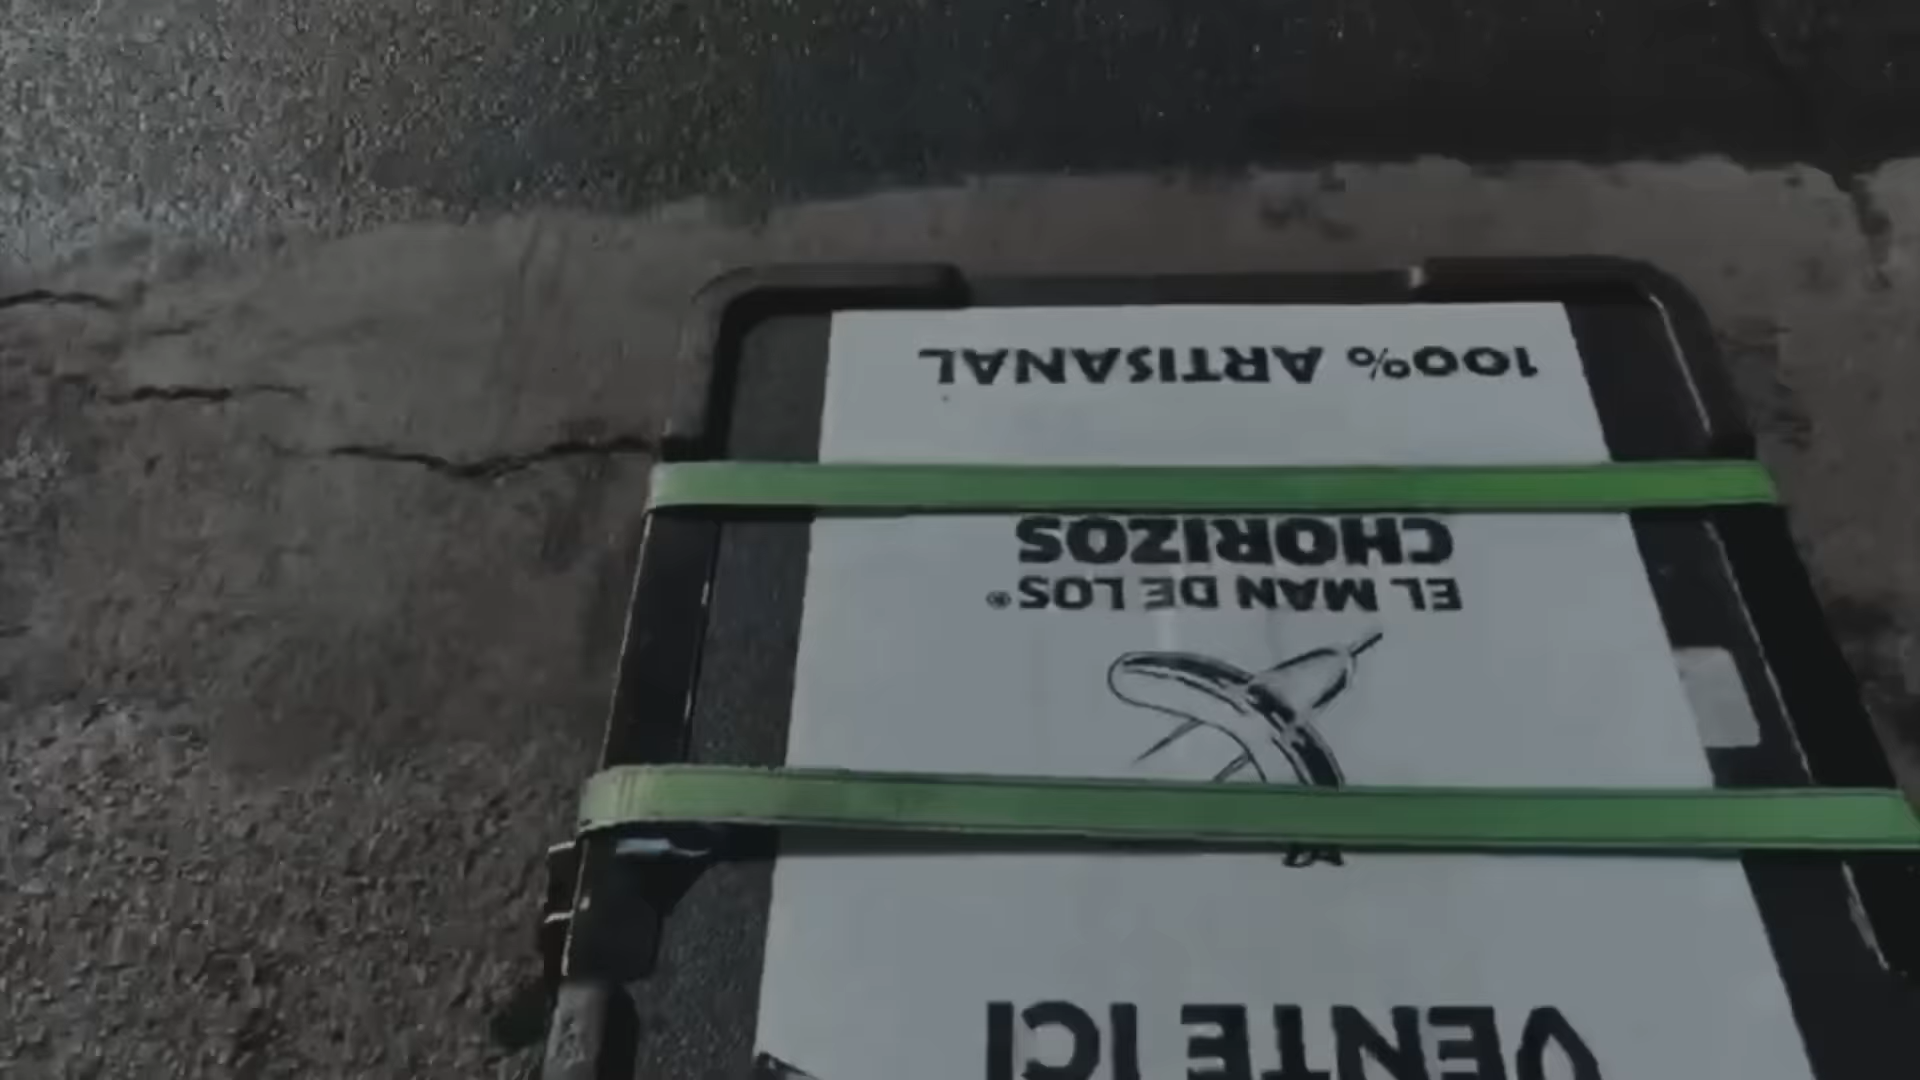 VENTE ICI
EL MAN DE LOS®
CHORIZOS
100% ARTISANAL